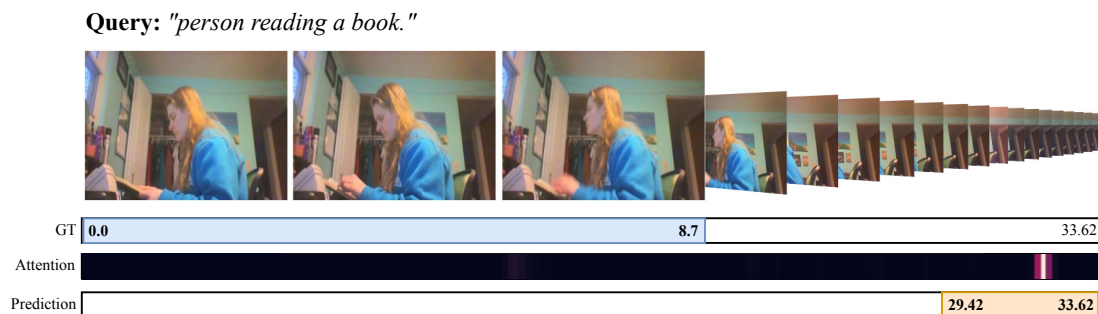 Query: "person reading a book."
GT 0.0 8.7 33.62
Attention
Prediction 29.42 33.62